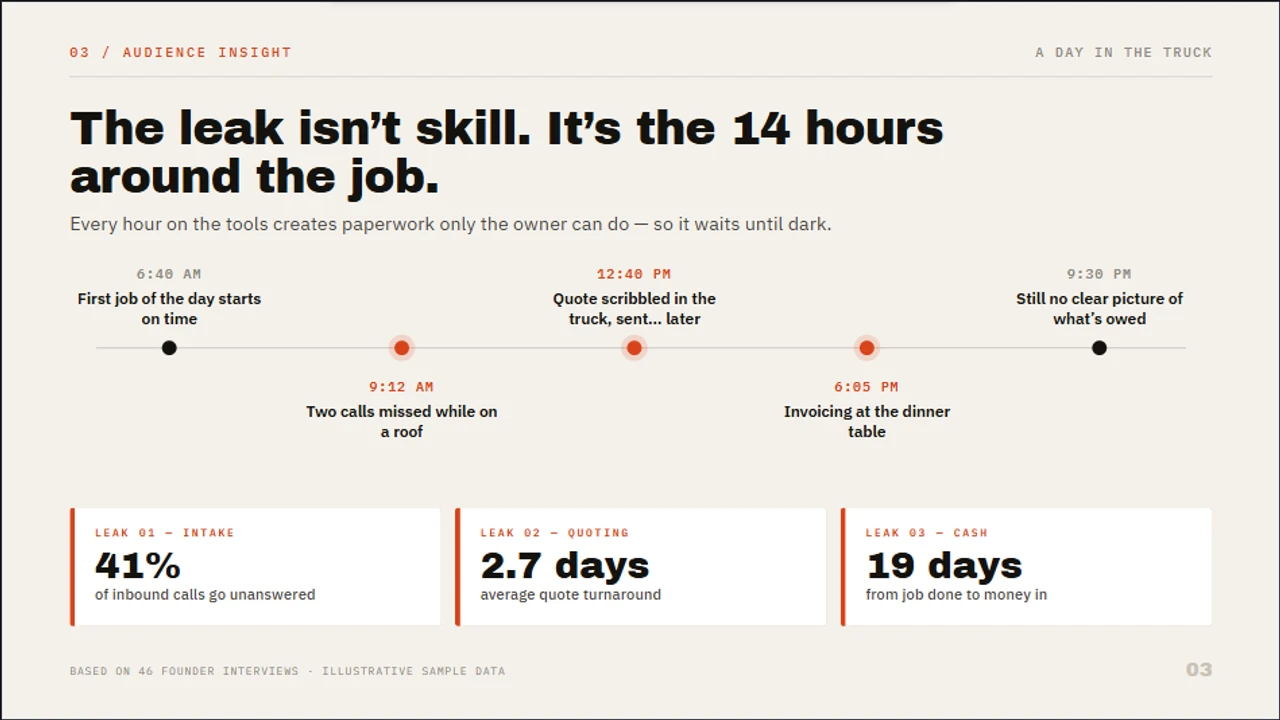 03 / AUDIENCE INSIGHT
A DAY IN THE TRUCK
The leak isn’t skill. It’s the 14 hours
around the job.
Every hour on the tools creates paperwork only the owner can do — so it waits until dark.
6:40 AM
First job of the day starts
on time
9:12 AM
Two calls missed while on
a roof
12:40 PM
Quote scribbled in the
truck, sent… later
6:05 PM
Invoicing at the dinner
table
9:30 PM
Still no clear picture of
what’s owed
LEAK 01 — INTAKE
41%
of inbound calls go unanswered
LEAK 02 — QUOTING
2.7 days
average quote turnaround
LEAK 03 — CASH
19 days
from job done to money in
BASED ON 46 FOUNDER INTERVIEWS · ILLUSTRATIVE SAMPLE DATA
03